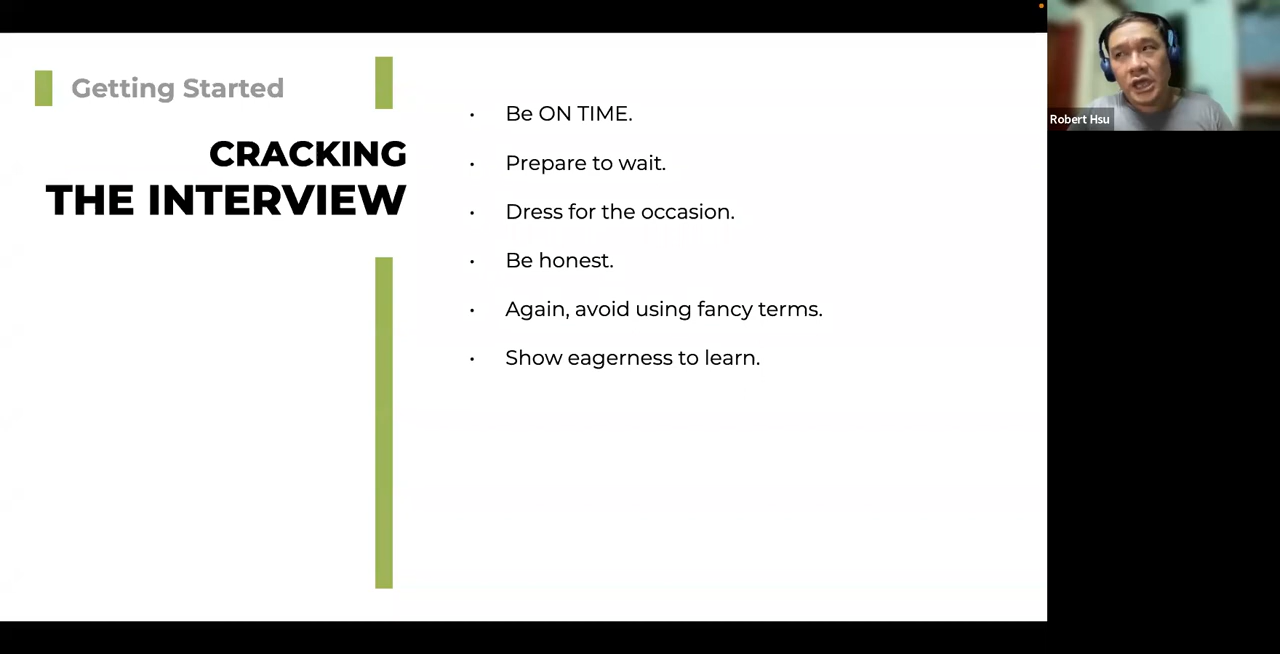 Getting Started
CRACKING
THE INTERVIEW
• Be ON TIME.
• Prepare to wait.
• Dress for the occasion.
• Be honest.
• Again, avoid using fancy terms.
• Show eagerness to learn.
Robert Hsu